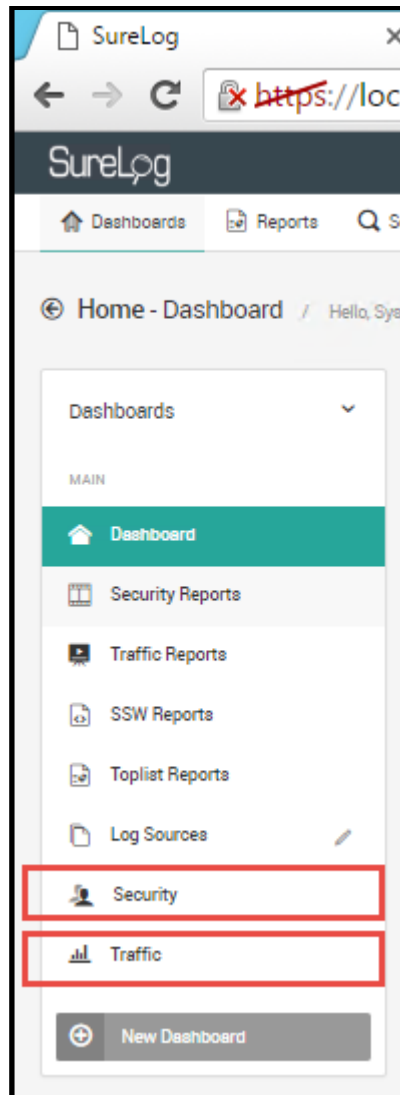 SureLog
https://loc
SureLog
Dashboards Reports S
Home - Dashboard / Hello, Sys
Dashboards
MAIN
Dashboard
Security Reports
Traffic Reports
SSW Reports
Toplist Reports
Log Sources
Security
Traffic
New Dashboard